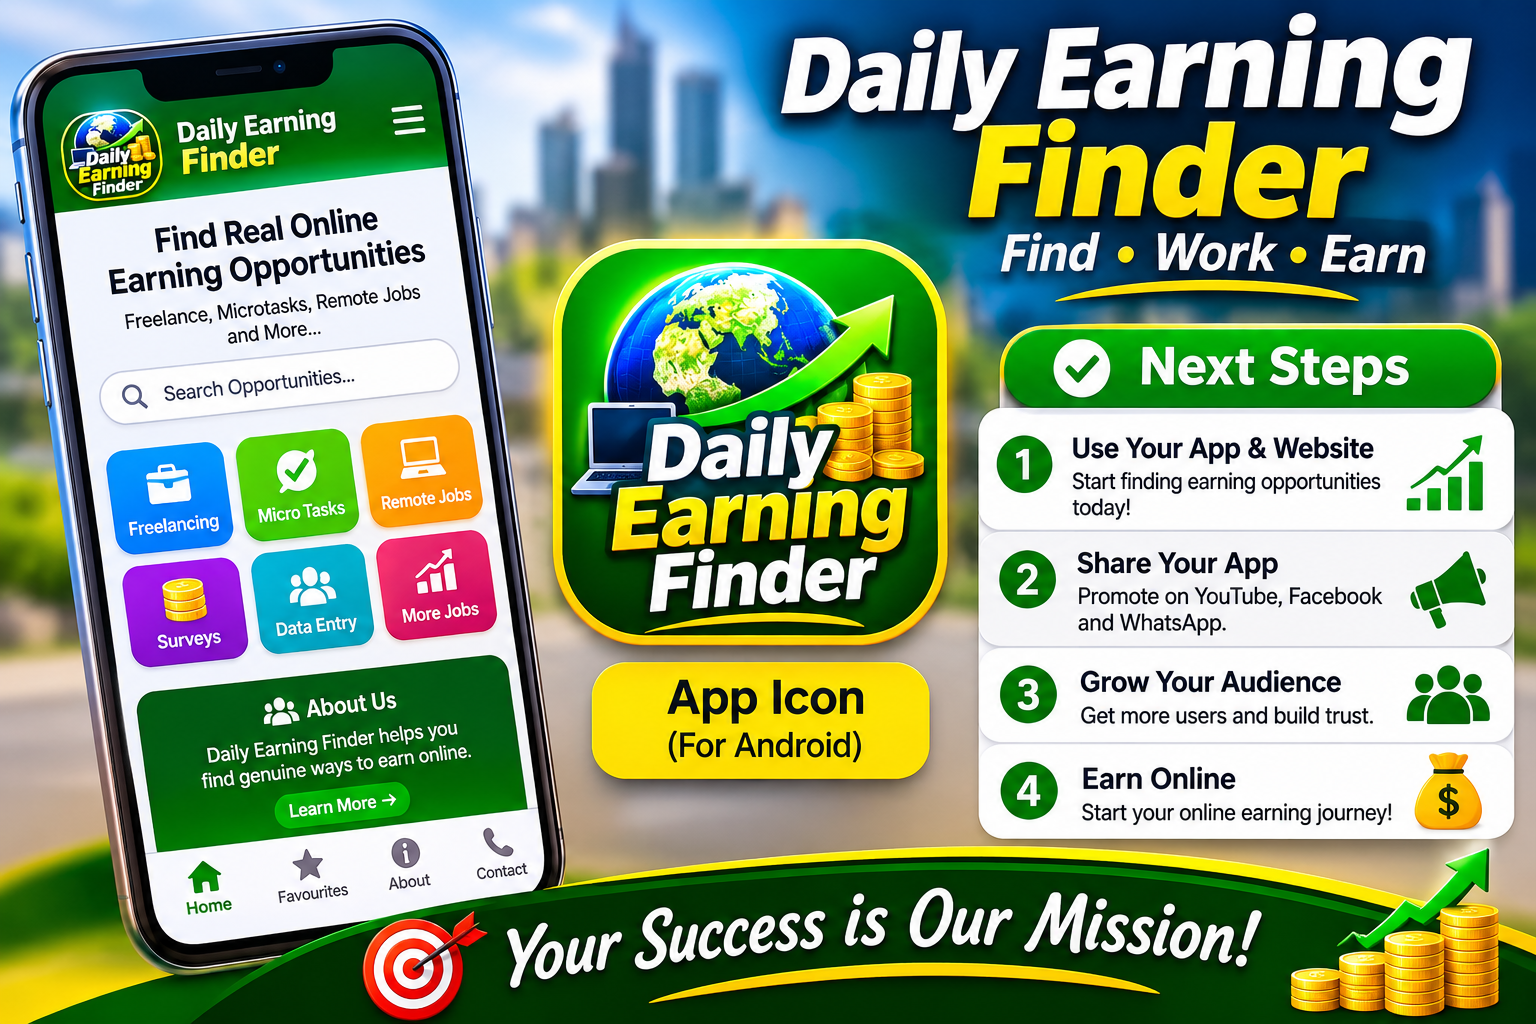 Daily Earning
Finder
Daily
Earning
Finder
Find Real Online
Earning Opportunities
Freelance, Microtasks, Remote Jobs
and More...
Search Opportunities...
Freelancing
Micro Tasks
Remote Jobs
Surveys
Data Entry
More Jobs
About Us
Daily Earning Finder helps you
find genuine ways to earn online.
Learn More →
Home
Favourites
About
Contact
Daily
Earning
Finder
App Icon
(For Android)
Daily Earning
Finder
Find • Work • Earn
Next Steps
1
Use Your App & Website
Start finding earning opportunities
today!
2
Share Your App
Promote on YouTube, Facebook
and WhatsApp.
3
Grow Your Audience
Get more users and build trust.
4
Earn Online
Start your online earning journey!
$
Your Success is Our Mission!